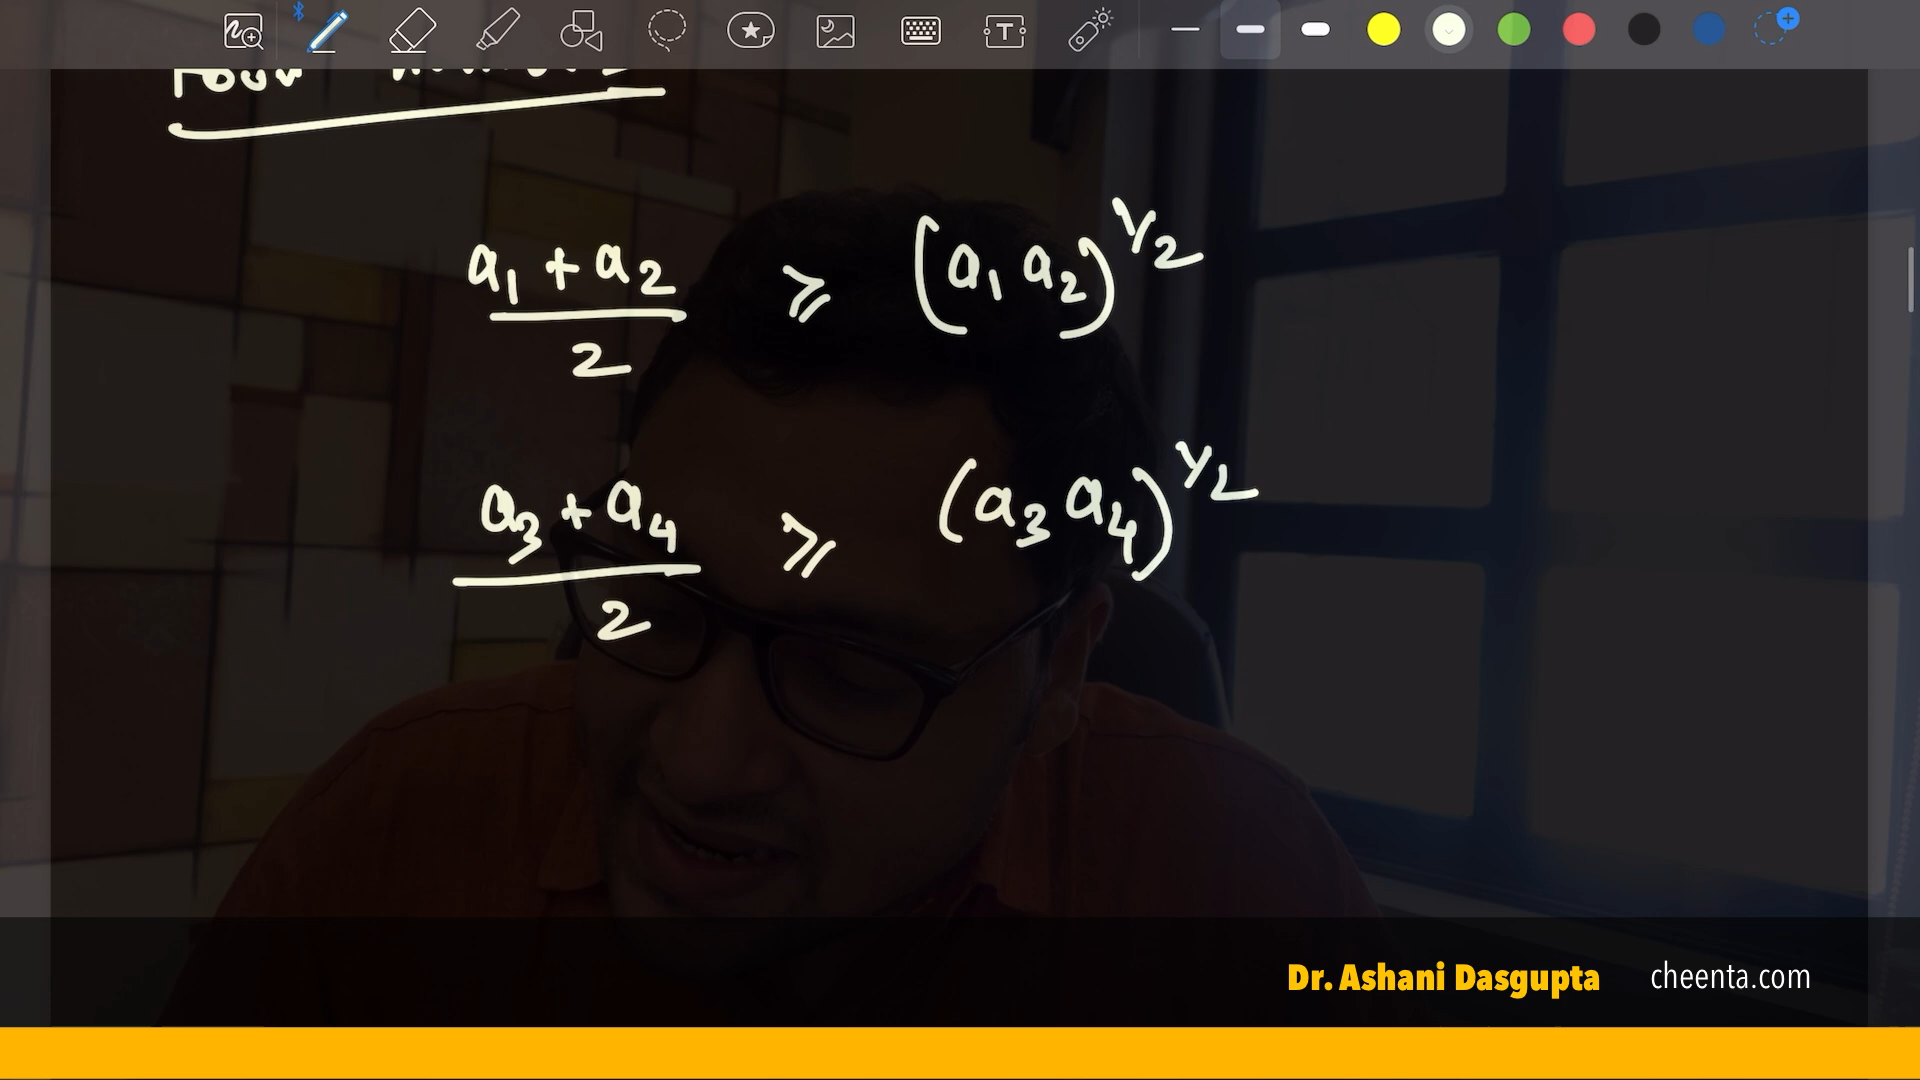 a₁ + a₂ / 2 ⩾ (a₁ a₂)^1/2
a₃ + a₄ / 2 ⩾ (a₃ a₄)^1/2
Dr. Ashani Dasgupta cheenta.com